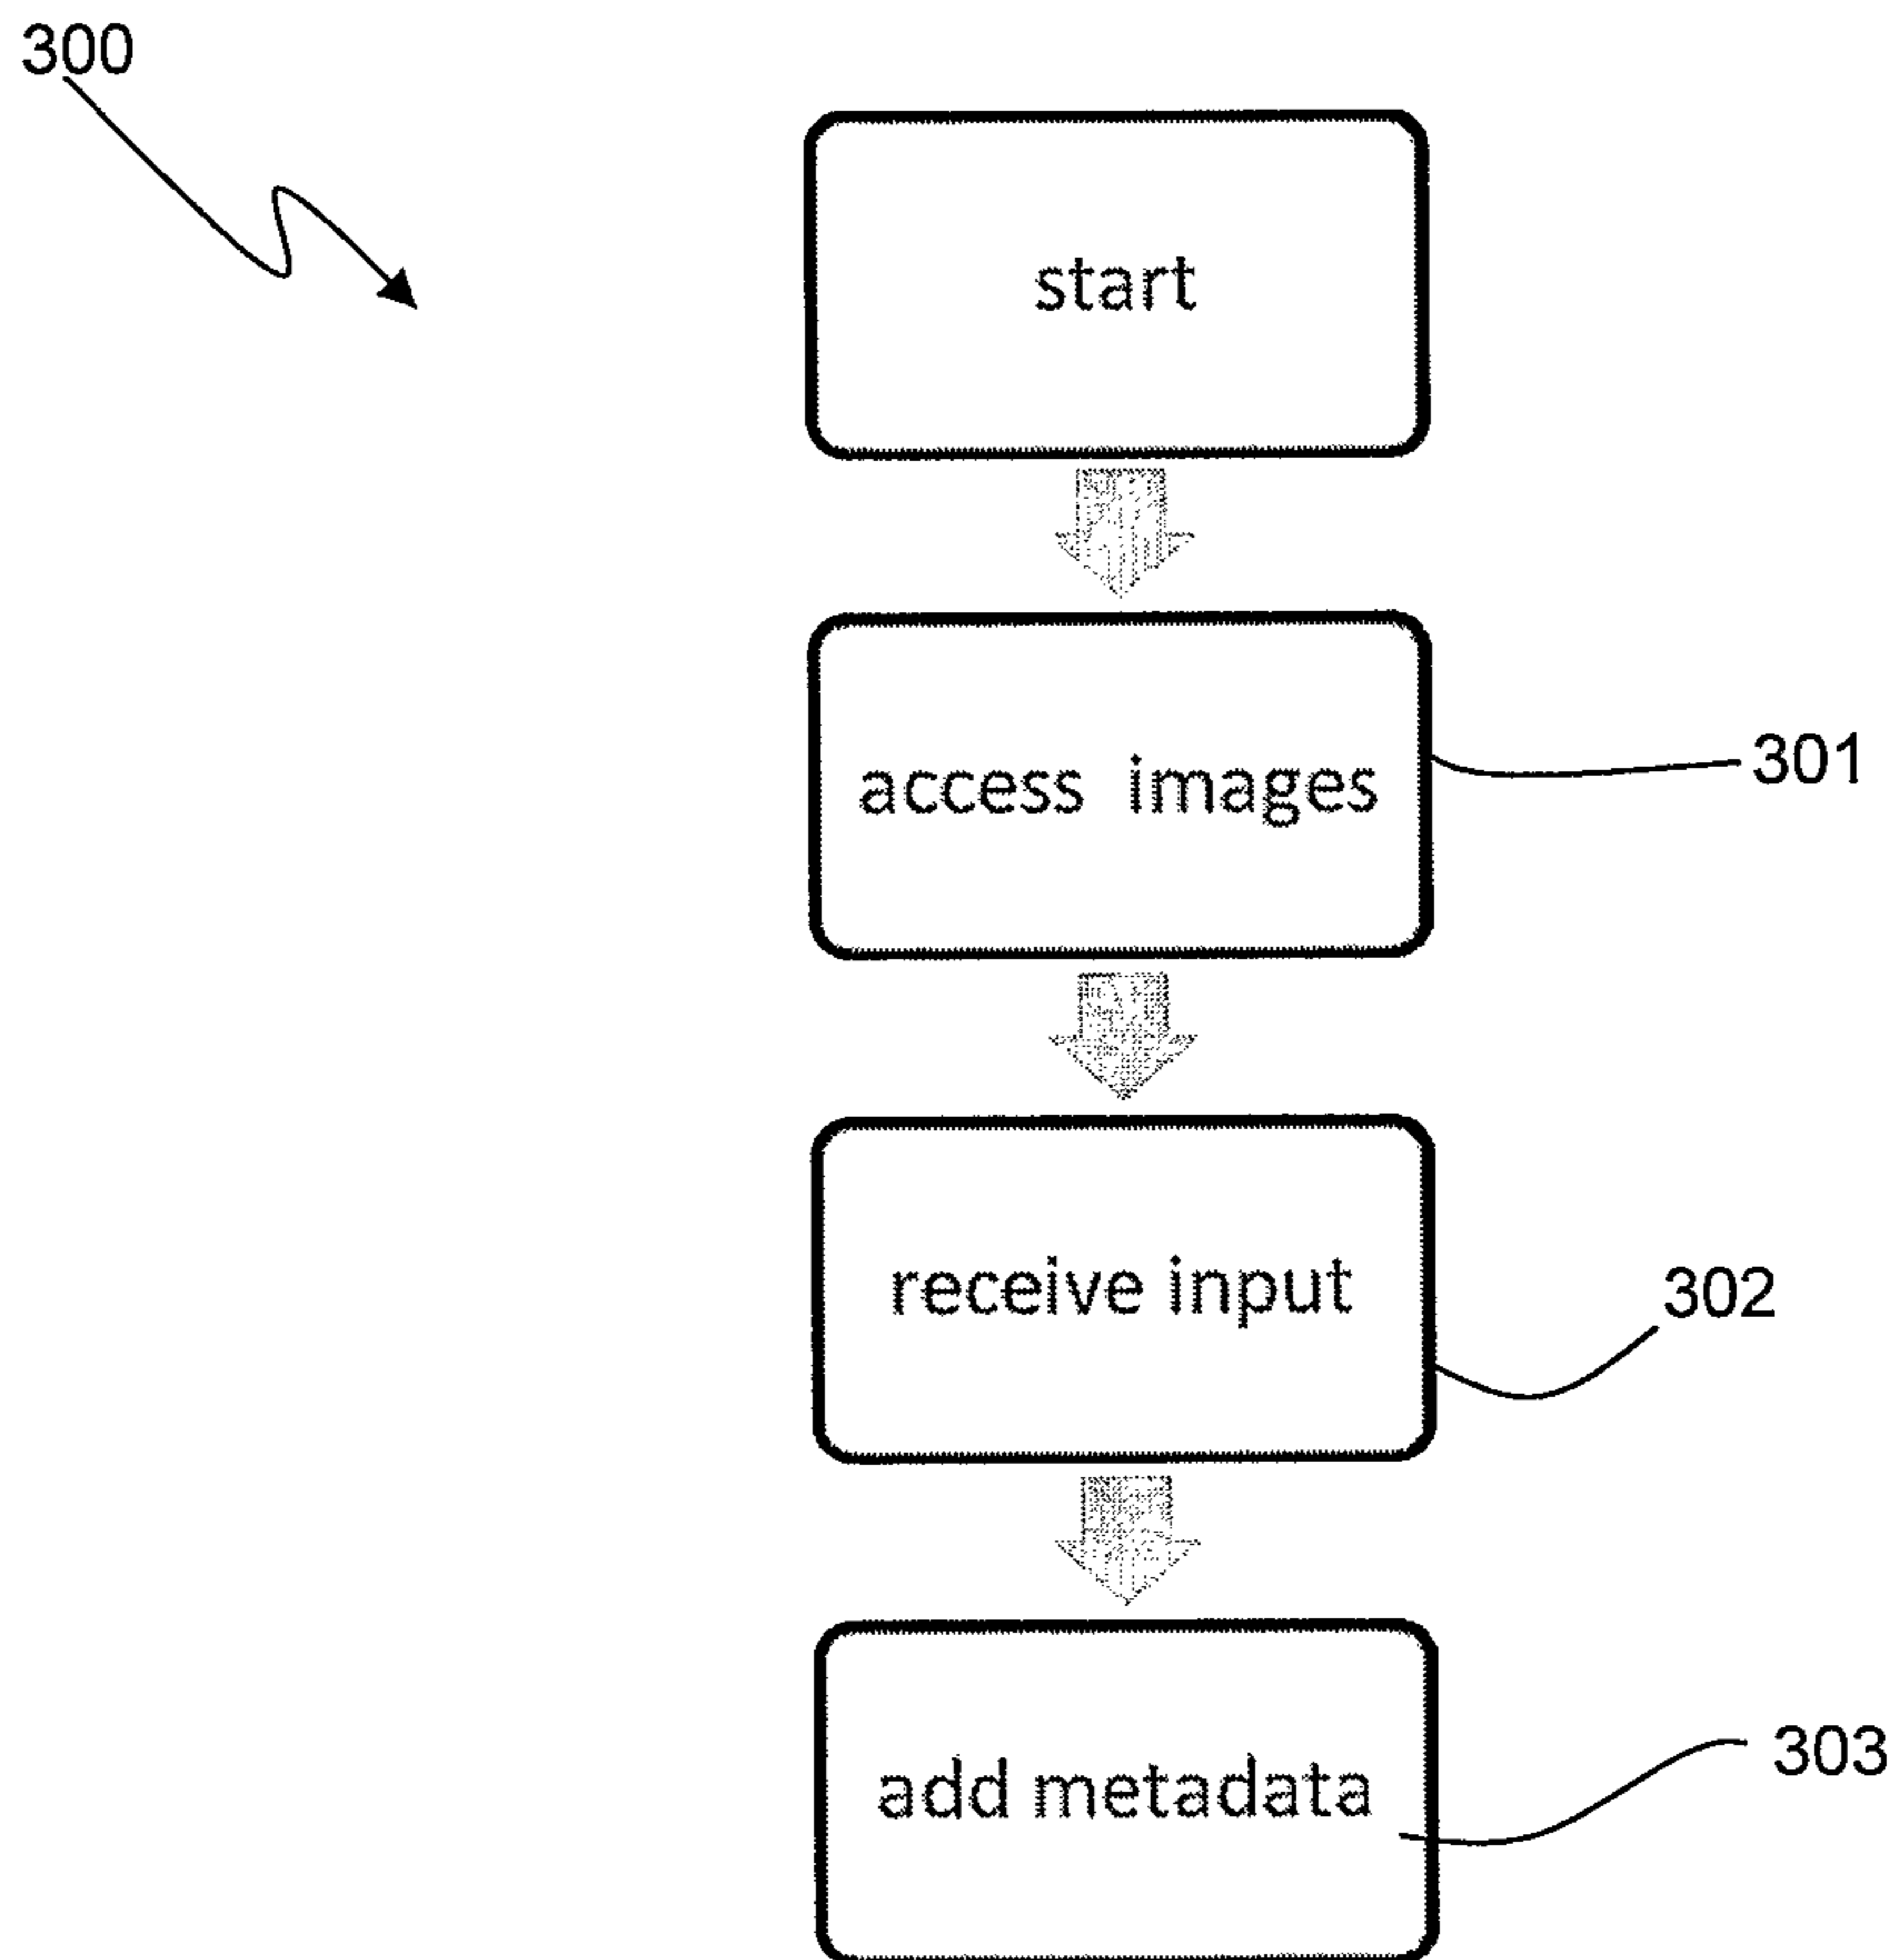 300
start
access images
301
receive input
302
add metadata
303